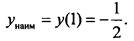 yнаим = y(1) = -1/2.